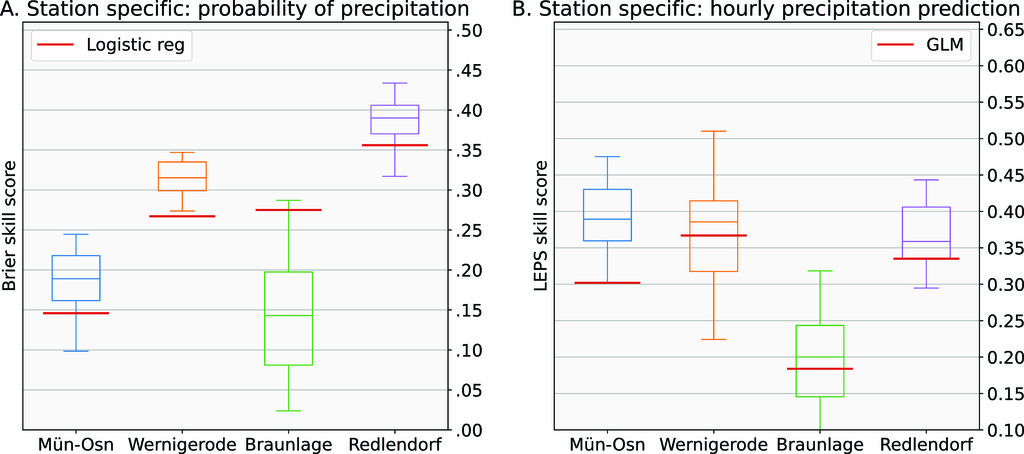 A. Station specific: probability of precipitation
Logistic reg
Brier skill score
.50
.45
.40
.35
.30
.25
.20
.15
.10
.05
.00
Mün-Osn Wernigerode Braunlage Redlendorf
B. Station specific: hourly precipitation prediction
GLM
LEPS skill score
0.65
0.60
0.55
0.50
0.45
0.40
0.35
0.30
0.25
0.20
0.15
0.10
Mün-Osn Wernigerode Braunlage Redlendorf